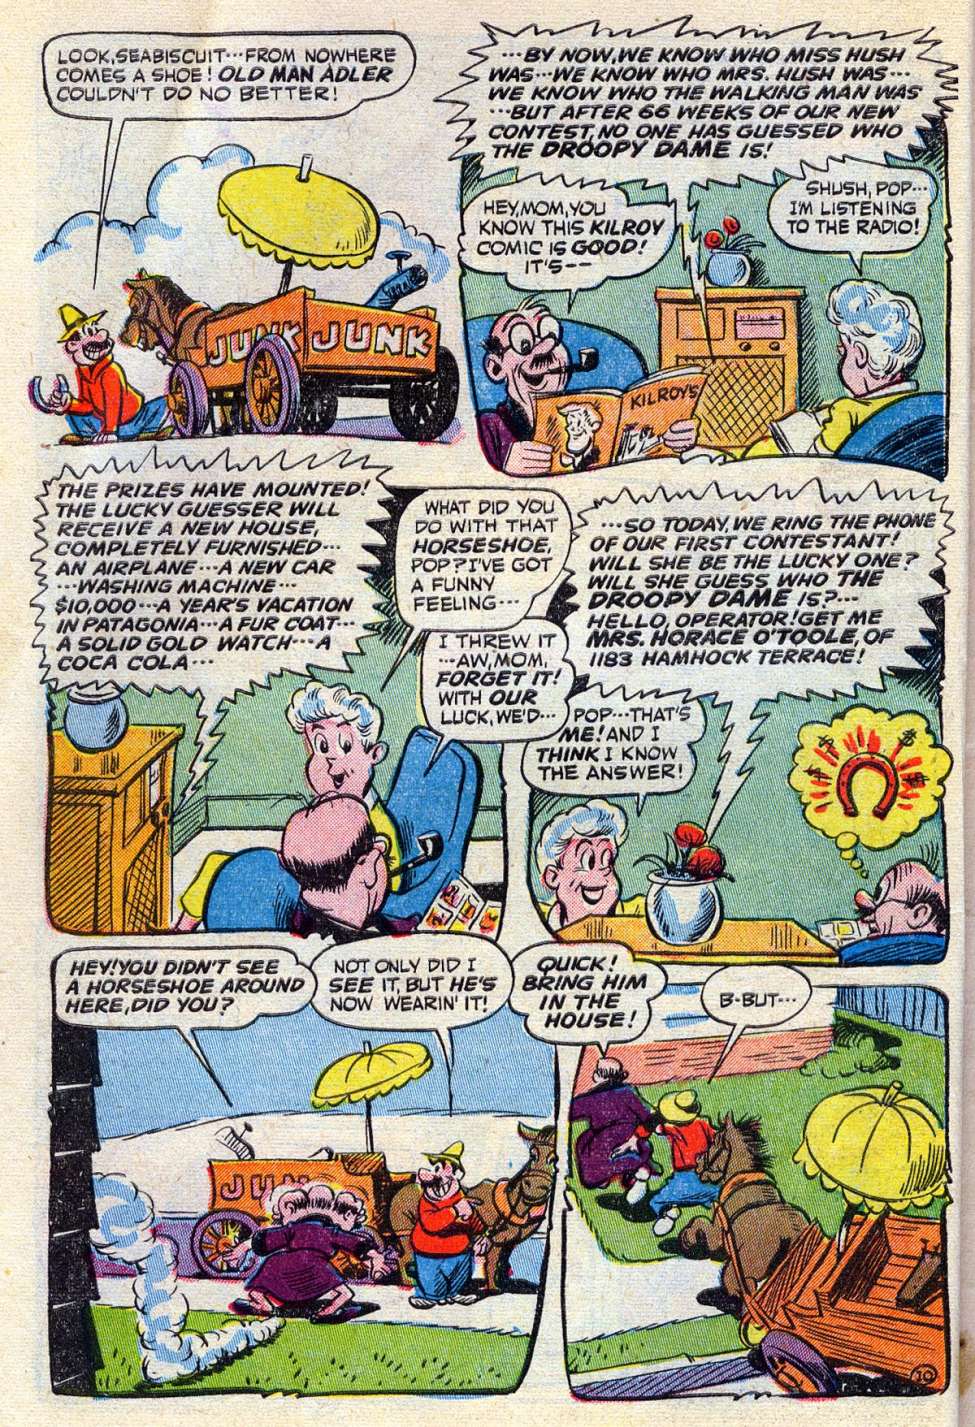 LOOK, SEABISCUIT... FROM NOWHERE
COMES A SHOE! OLD MAN ADLER
COULDN'T DO NO BETTER!
JUNK JUNK
...BY NOW, WE KNOW WHO MISS HUSH
WAS...WE KNOW WHO MRS. HUSH WAS...
WE KNOW WHO THE WALKING MAN WAS
...BUT AFTER 66 WEEKS OF OUR NEW
CONTEST, NO ONE HAS GUESSED WHO
THE DROOPY DAME IS!
HEY, MOM, YOU
KNOW THIS KILROY
COMIC IS GOOD!
IT'S--
SHUSH, POP...
I'M LISTENING
TO THE RADIO!
KILROY'S
THE PRIZES HAVE MOUNTED!
THE LUCKY GUESSER WILL
RECEIVE A NEW HOUSE,
COMPLETELY FURNISHED...
AN AIRPLANE...A NEW CAR
...WASHING MACHINE...
$10,000...A YEAR'S VACATION
IN PATAGONIA...A FUR COAT...
A SOLID GOLD WATCH...A
COCA COLA...
WHAT DID YOU
DO WITH THAT
HORSESHOE,
POP? I'VE GOT
A FUNNY
FEELING...
I THREW IT
...AW, MOM,
FORGET IT!
WITH OUR
LUCK, WE'D...
...SO TODAY, WE RING THE PHONE
OF OUR FIRST CONTESTANT!
WILL SHE BE THE LUCKY ONE?
WILL SHE GUESS WHO THE
DROOPY DAME IS?...
HELLO, OPERATOR! GET ME
MRS. HORACE O'TOOLE, OF
1183 HAMHOCK TERRACE!
POP...THAT'S
ME! AND I
THINK I KNOW
THE ANSWER!
$ $ $ $
HEY! YOU DIDN'T SEE
A HORSESHOE AROUND
HERE, DID YOU?
NOT ONLY DID I
SEE IT, BUT HE'S
NOW WEARIN' IT!
JUN
QUICK!
BRING HIM
IN THE
HOUSE!
B-BUT...
10